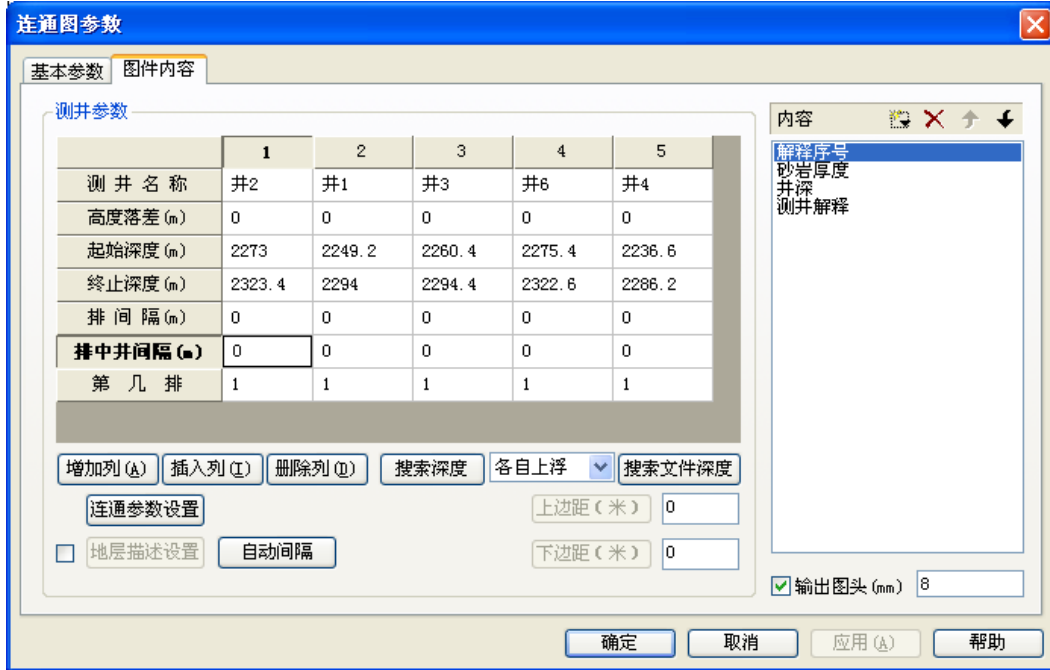 连通图参数
基本参数 图件内容
测井参数
1 2 3 4 5
测 井 名 称 井2 井1 井3 井6 井4
高度落差(m) 0 0 0 0 0
起始深度(m) 2273 2249.2 2260.4 2275.4 2236.6
终止深度(m) 2323.4 2294 2294.4 2322.6 2286.2
排 间 隔(m) 0 0 0 0 0
排中井间隔(m) 0 0 0 0 0
第 几 排 1 1 1 1 1
增加列(A) 插入列(I) 删除列(D) 搜索深度 各自上浮 搜索文件深度
连通参数设置 上边距(米) 0
地层描述设置 自动间隔 下边距(米) 0
内容
解释序号
砂岩厚度
井深
测井解释
输出图头(mm) 8
确定 取消 应用(A) 帮助